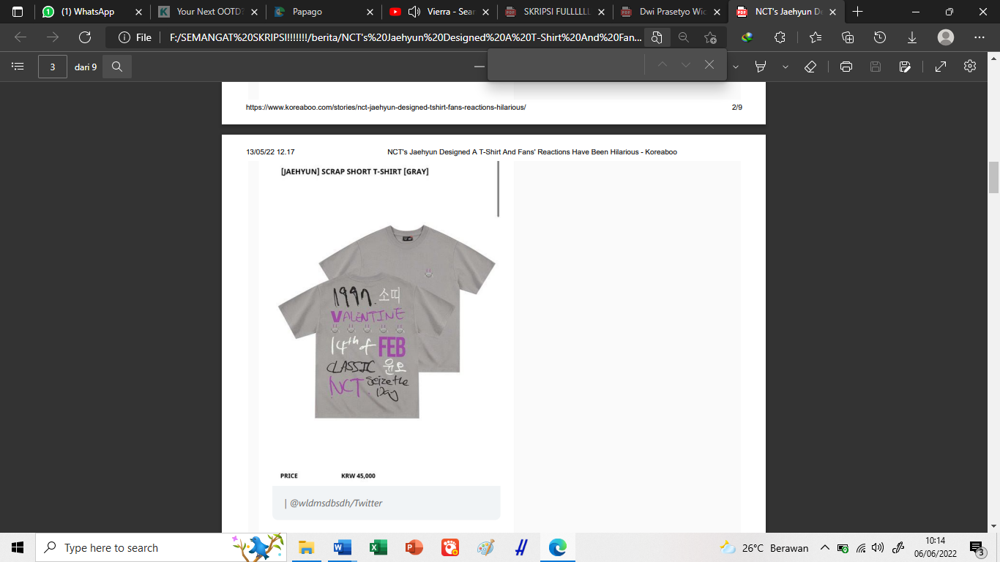 (1) WhatsApp
Your Next OOTD?
Papago
Vierra - Sear
SKRIPSI FULLLLLL
Dwi Prasetyo Wic
NCT's Jaehyun De
File
F:/SEMANGAT%20SKRIPSI!!!!!!!/berita/NCT's%20Jaehyun%20Designed%20A%20T-Shirt%20And%20Fan...
3 dari 9
https://www.koreaboo.com/stories/nct-jaehyun-designed-tshirt-fans-reactions-hilarious/ 2/9
13/05/22 12.17 NCT's Jaehyun Designed A T-Shirt And Fans' Reactions Have Been Hilarious - Koreaboo
[JAEHYUN] SCRAP SHORT T-SHIRT [GRAY]
1997. 소띠
VALENTINE
14th of FEB
CLASSIC 윤오
NCT Seize the
Day
PRICE KRW 45,000
| @wldmsdbsdh/Twitter
Type here to search
26°C Berawan
10:14
06/06/2022
3